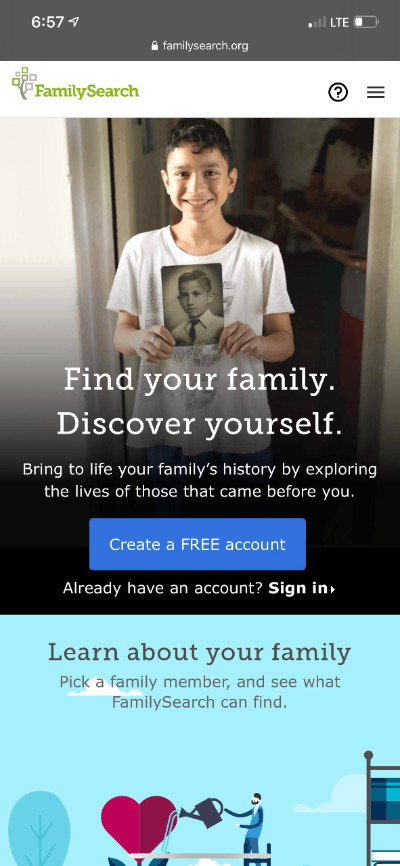 6:57
LTE
familysearch.org
FamilySearch
?
Find your family.
Discover yourself.
Bring to life your family's history by exploring
the lives of those that came before you.
Create a FREE account
Already have an account? Sign in
Learn about your family
Pick a family member, and see what
FamilySearch can find.